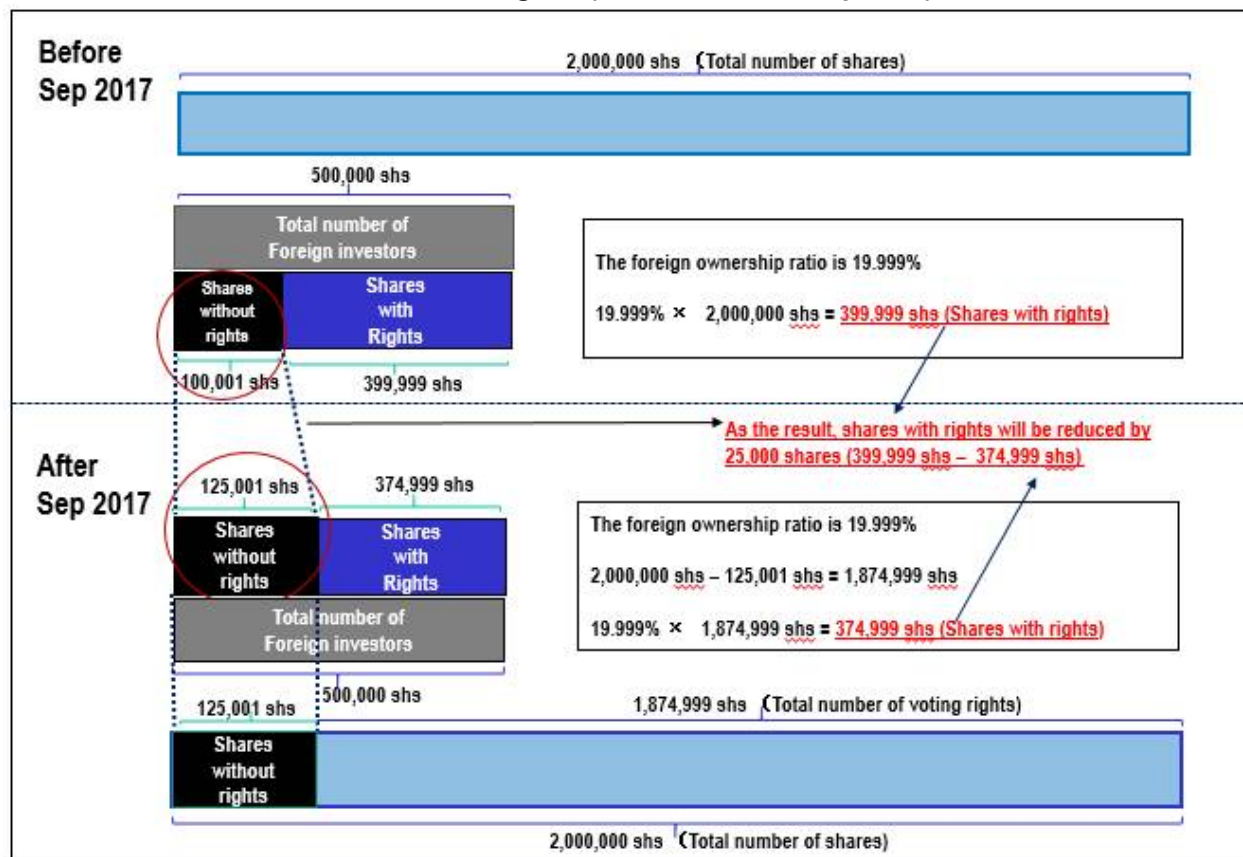 Before
Sep 2017
2,000,000 shs (Total number of shares)
500,000 shs
Total number of
Foreign investors
Shares
without
rights
Shares
with
Rights
100,001 shs
399,999 shs
The foreign ownership ratio is 19.999%
19.999% × 2,000,000 shs = 399,999 shs (Shares with rights)
As the result, shares with rights will be reduced by
25,000 shares (399,999 shs – 374,999 shs)
After
Sep 2017
125,001 shs
374,999 shs
Shares
without
rights
Shares
with
Rights
Total number of
Foreign investors
500,000 shs
The foreign ownership ratio is 19.999%
2,000,000 shs – 125,001 shs = 1,874,999 shs
19.999% × 1,874,999 shs = 374,999 shs (Shares with rights)
125,001 shs
1,874,999 shs (Total number of voting rights)
Shares
without
rights
2,000,000 shs (Total number of shares)